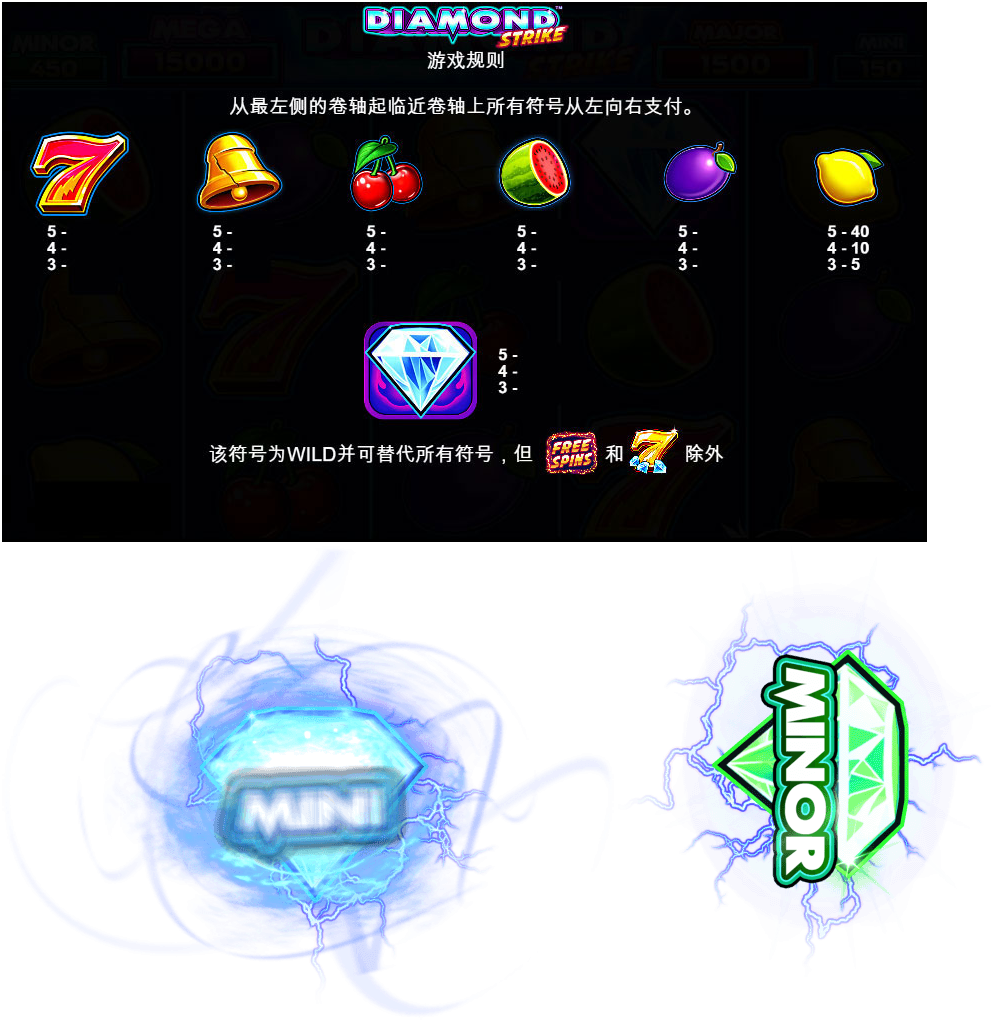 DIAMOND™
STRIKE
游戏规则
MINOR
450
15000
MAJOR
1500
150
从最左侧的卷轴起临近卷轴上所有符号从左向右支付。
5 - 5 - 5 - 5 - 5 - 5 - 40
4 - 4 - 4 - 4 - 4 - 4 - 10
3 - 3 - 3 - 3 - 3 - 3 - 5
5 -
4 -
3 -
该符号为WILD并可替代所有符号，但 FREE SPINS 和 7 除外
MINI
MINOR